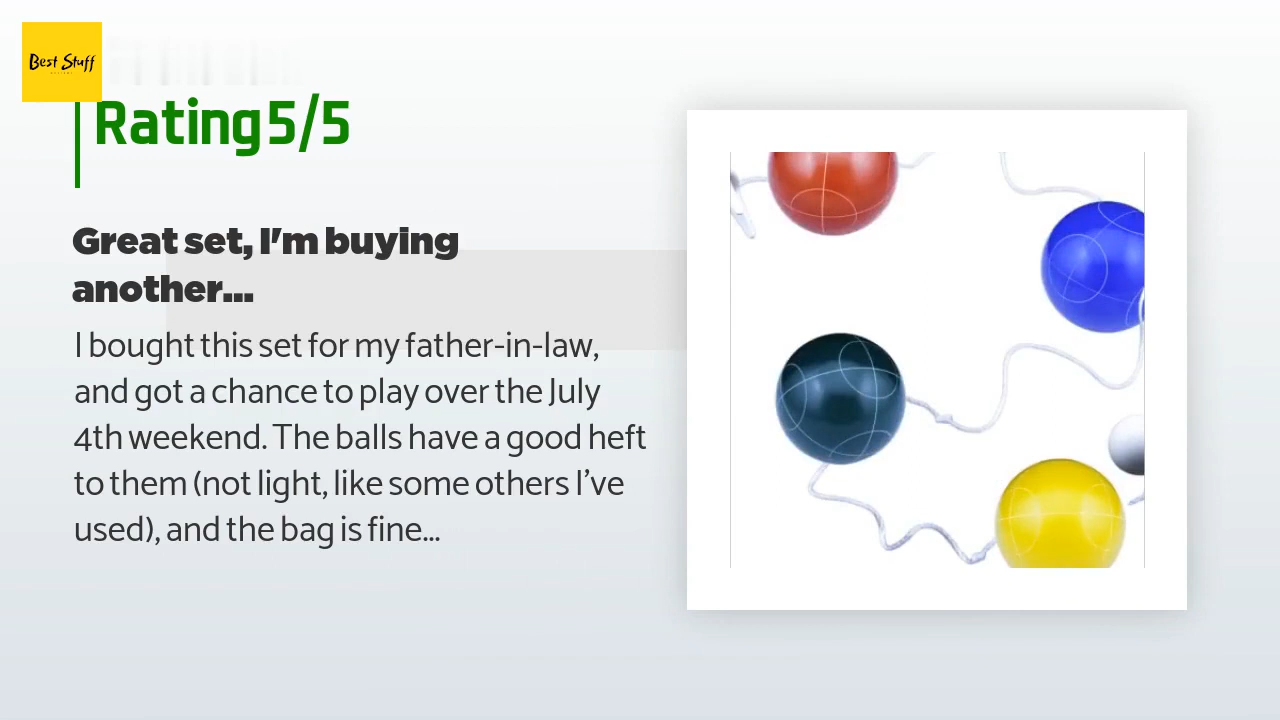 Best Stuff
Rating 5/5
Great set, I'm buying
another...
I bought this set for my father-in-law,
and got a chance to play over the July
4th weekend. The balls have a good heft
to them (not light, like some others I've
used), and the bag is fine...